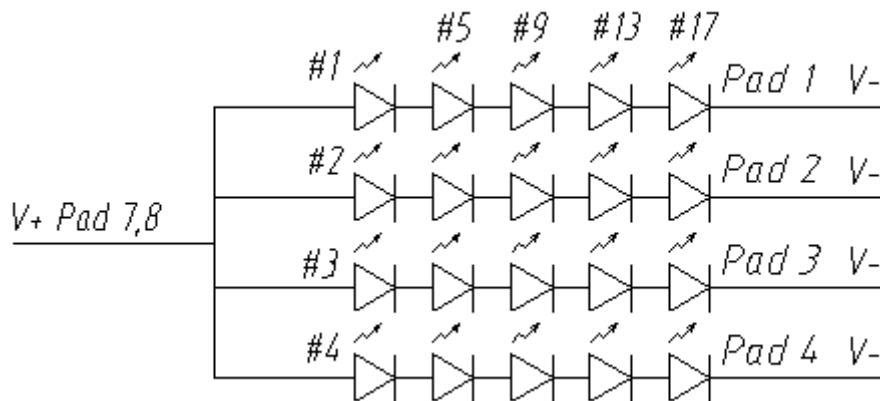 #5 #9 #13 #17
#1 Pad 1 V-
#2 Pad 2 V-
V+ Pad 7,8
#3 Pad 3 V-
#4 Pad 4 V-